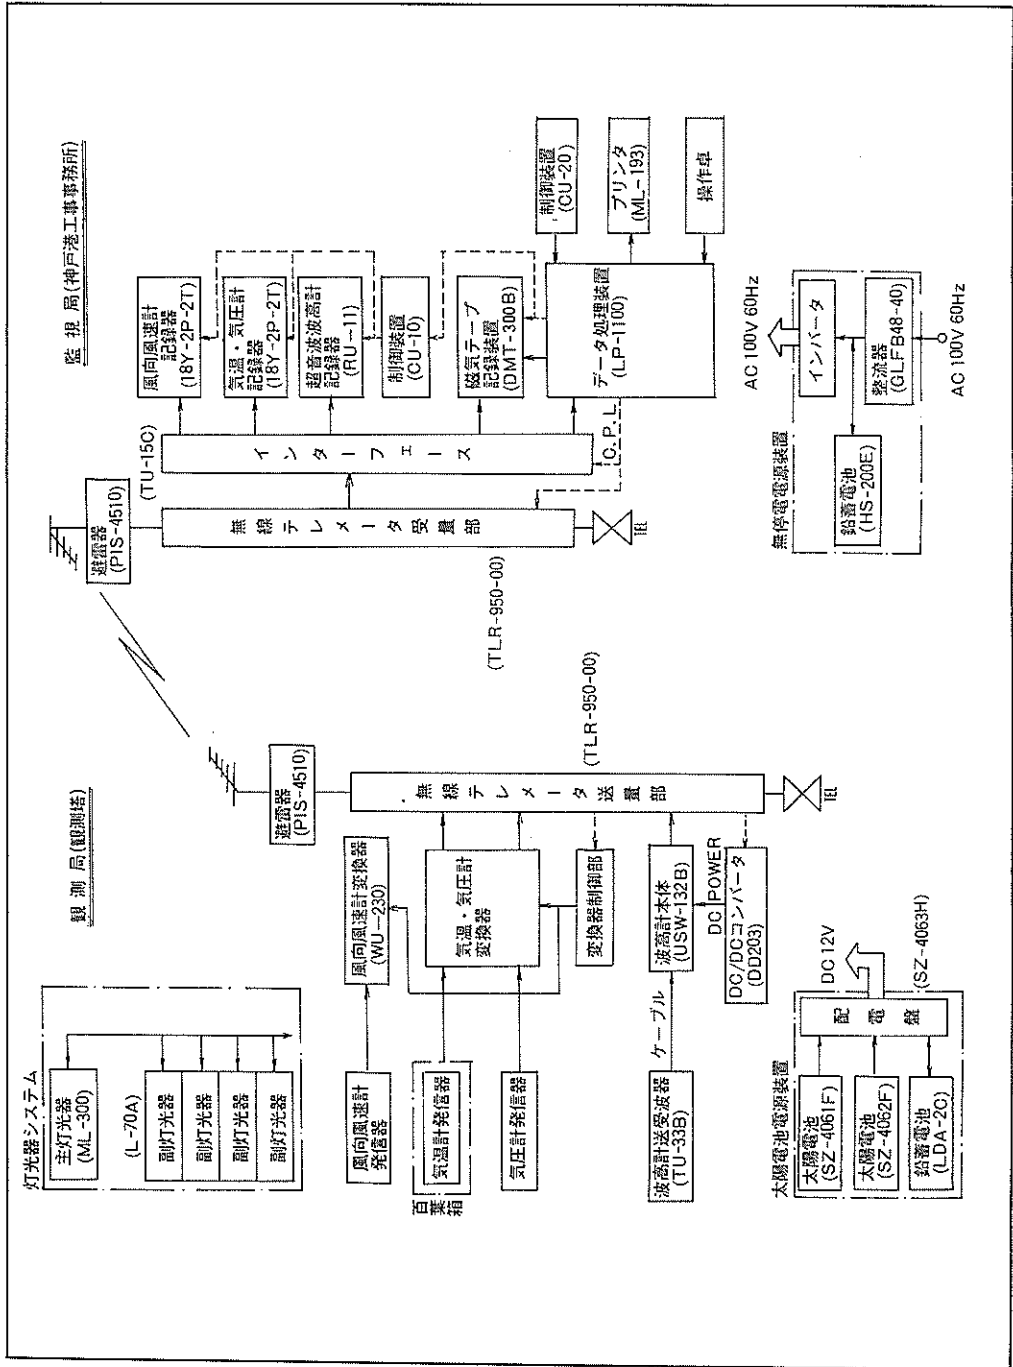 観測局(観測塔)
灯光器システム
主灯光器
(ML-300)
(L-70A)
副灯光器
副灯光器
副灯光器
副灯光器
風向風速計
発信器
百葉箱
気温計発信器
気圧計発信器
波高計送受波器
(TU-33B)
ケーブル
風向風速計変換器
(WU-230)
気温・気圧計
変換器
変換器制御部
波高計本体
(USW-132B)
DC POWER
DC/DCコンバータ
(DD203)
避雷器
(PIS-4510)
無線テレメータ送量部
(TLR-950-00)
TEL
太陽電池電源装置
太陽電池
(SZ-4061F)
太陽電池
(SZ-4062F)
鉛蓄電池
(LDA-2C)
配電盤
DC12V
(SZ-4063H)
監視局(神戸港工事事務所)
避雷器
(PIS-4510)
無線テレメータ受量部
(TLR-950-00)
TEL
(TU-15C)
インターフェース
C.P.L
風向風速計
記録器
(18Y-2P-2T)
気温・気圧計
記録器
(18Y-2P-2T)
超音波波高計
記録器
(RU-11)
制御装置
(CU-10)
磁気テープ
記録装置
(DMT-300B)
データ処理装置
(LP-1100)
制御装置
(CU-20)
プリンタ
(ML-193)
操作卓
無停電電源装置
鉛蓄電池
(HS-200E)
インバータ
整流器
(GLFB48-40)
AC 100V 60Hz
AC 100V 60Hz